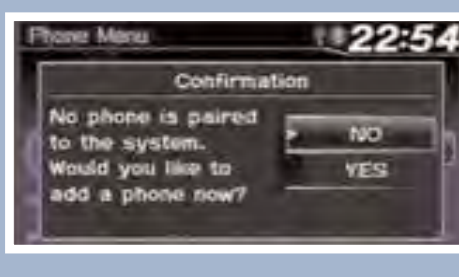 Phone Menu 22:54
Confirmation
No phone is paired
to the system.
Would you like to
add a phone now?
NO
YES